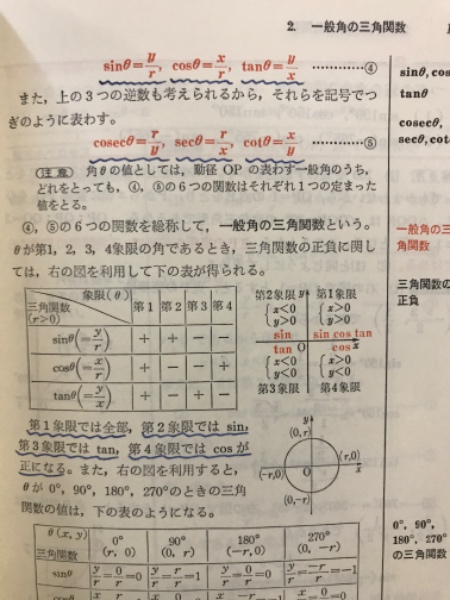 2. 一般角の三角関数
sinθ=y/r, cosθ=x/r, tanθ=y/x …………④
また，上の3つの逆数も考えられるから，それらを記号でつ
ぎのように表わす。
cosecθ=r/y, secθ=r/x, cotθ=x/y …………⑤
(注意) 角θの値としては，動径 OP の表わす一般角のうち，
どれをとっても，④，⑤の6つの関数はそれぞれ1つの定まった
値をとる。
④，⑤の6つの関数を総称して，一般角の三角関数という。
θが第1，2，3，4象限の角であるとき，三角関数の正負に関し
ては，右の図を利用して下の表が得られる。
象限(θ) 第1 第2 第3 第4
三角関数
(r>0)
sinθ(=y/r) + + − −
cosθ(=x/r) + − − +
tanθ(=y/x) + − + −
第2象限 y 第1象限
{x<0 {x>0
{y>0 {y>0
sin sin cos tan
tan O cos x
{x<0 {x>0
{y<0 {y<0
第3象限 第4象限
第1象限では全部，第2象限では sin，
第3象限では tan，第4象限では cos が
正になる。また，右の図を利用すると，
θが 0°，90°，180°，270°のときの三角
関数の値は，下の表のようになる。
y
(0,r)
(-r,0) O (r,0) x
(0,-r)
θ(x, y) 0° 90° 180° 270°
三角関数 (r, 0) (0, r) (−r, 0) (0, −r)
sinθ y/r=0/r=0 y/r=r/r=1 y/r=0/r=0 y/r=−r/r=−1
cosθ
sinθ, cos
tanθ
cosecθ,
secθ, cot
一般角の三
角関数
三角関数の
正負
0°，90°，
180°，270°
の三角関数